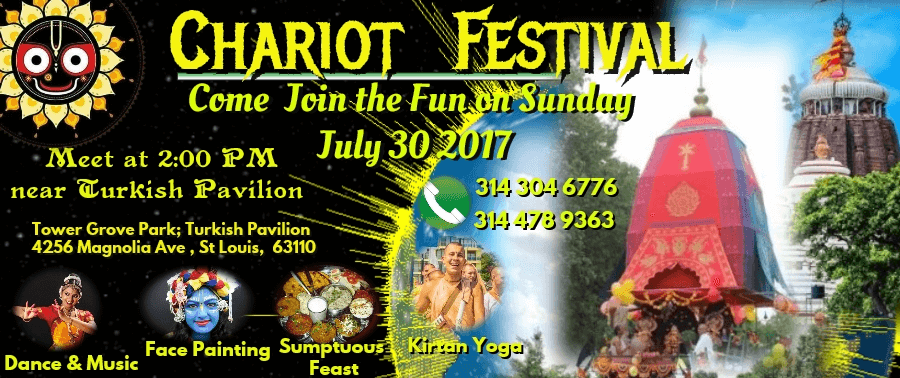 Chariot Festival
Come Join the Fun on Sunday
July 30 2017
Meet at 2:00 PM
near Turkish Pavilion
314 304 6776
314 478 9363
Tower Grove Park; Turkish Pavilion
4256 Magnolia Ave , St Louis, 63110
Dance & Music
Face Painting
Sumptuous
Feast
Kirtan Yoga